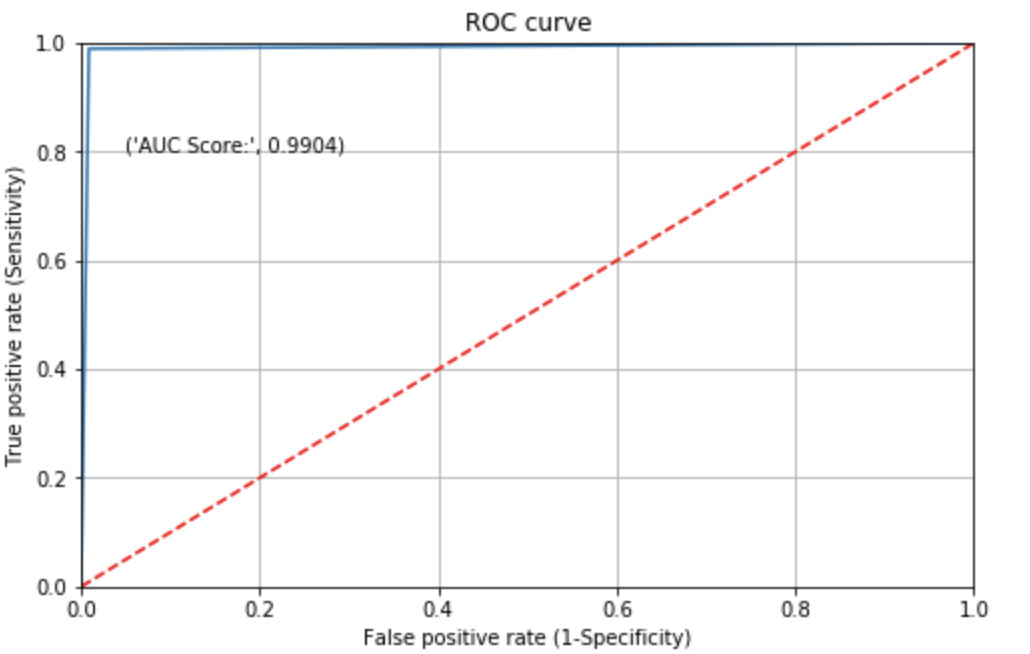 ROC curve
True positive rate (Sensitivity)
1.0
0.8
0.6
0.4
0.2
0.0
('AUC Score:', 0.9904)
0.0 0.2 0.4 0.6 0.8 1.0
False positive rate (1-Specificity)